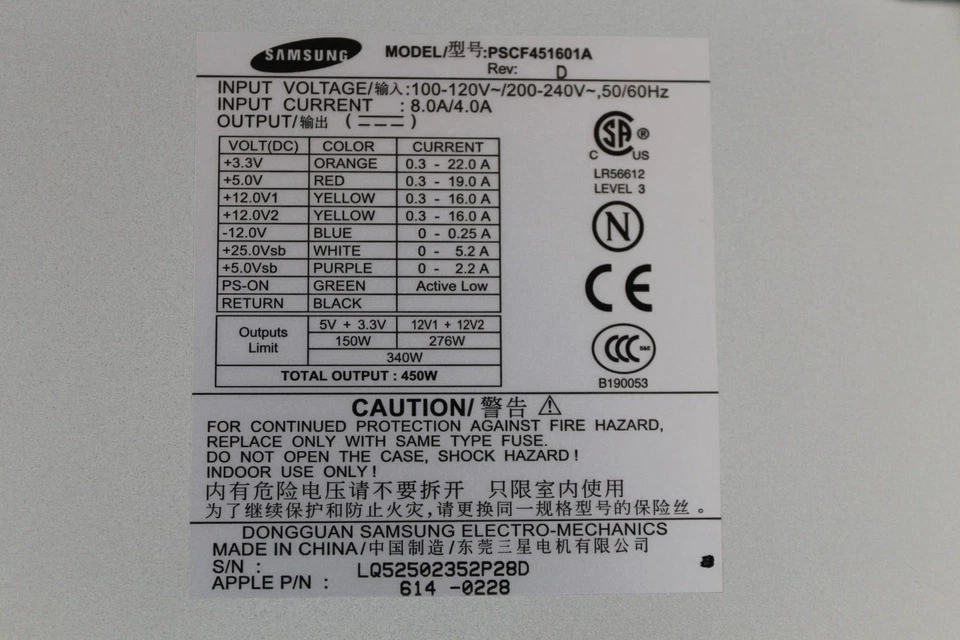 SAMSUNG MODEL/型号:PSCF451601A
Rev: D
INPUT VOLTAGE/输入:100-120V~/200-240V~,50/60Hz
INPUT CURRENT : 8.0A/4.0A
OUTPUT/输出 ( ⎓ )
VOLT(DC) COLOR CURRENT
+3.3V ORANGE 0.3 - 22.0 A
+5.0V RED 0.3 - 19.0 A
+12.0V1 YELLOW 0.3 - 16.0 A
+12.0V2 YELLOW 0.3 - 16.0 A
-12.0V BLUE 0 - 0.25 A
+25.0Vsb WHITE 0 - 5.2 A
+5.0Vsb PURPLE 0 - 2.2 A
PS-ON GREEN Active Low
RETURN BLACK
Outputs Limit 5V + 3.3V 12V1 + 12V2
150W 276W
340W
TOTAL OUTPUT : 450W
SA ®
C US
LR56612
LEVEL 3
N
CE
CCC S&E
B190053
CAUTION/ 警告 ⚠
FOR CONTINUED PROTECTION AGAINST FIRE HAZARD,
REPLACE ONLY WITH SAME TYPE FUSE.
DO NOT OPEN THE CASE, SHOCK HAZARD !
INDOOR USE ONLY !
内有危险电压请不要拆开 只限室内使用
为了继续保护和防止火灾,请更换同一规格型号的保险丝 。
DONGGUAN SAMSUNG ELECTRO-MECHANICS
MADE IN CHINA/中国制造/东莞三星电机有限公司
S/N : LQ52502352P28D
APPLE P/N : 614 -0228